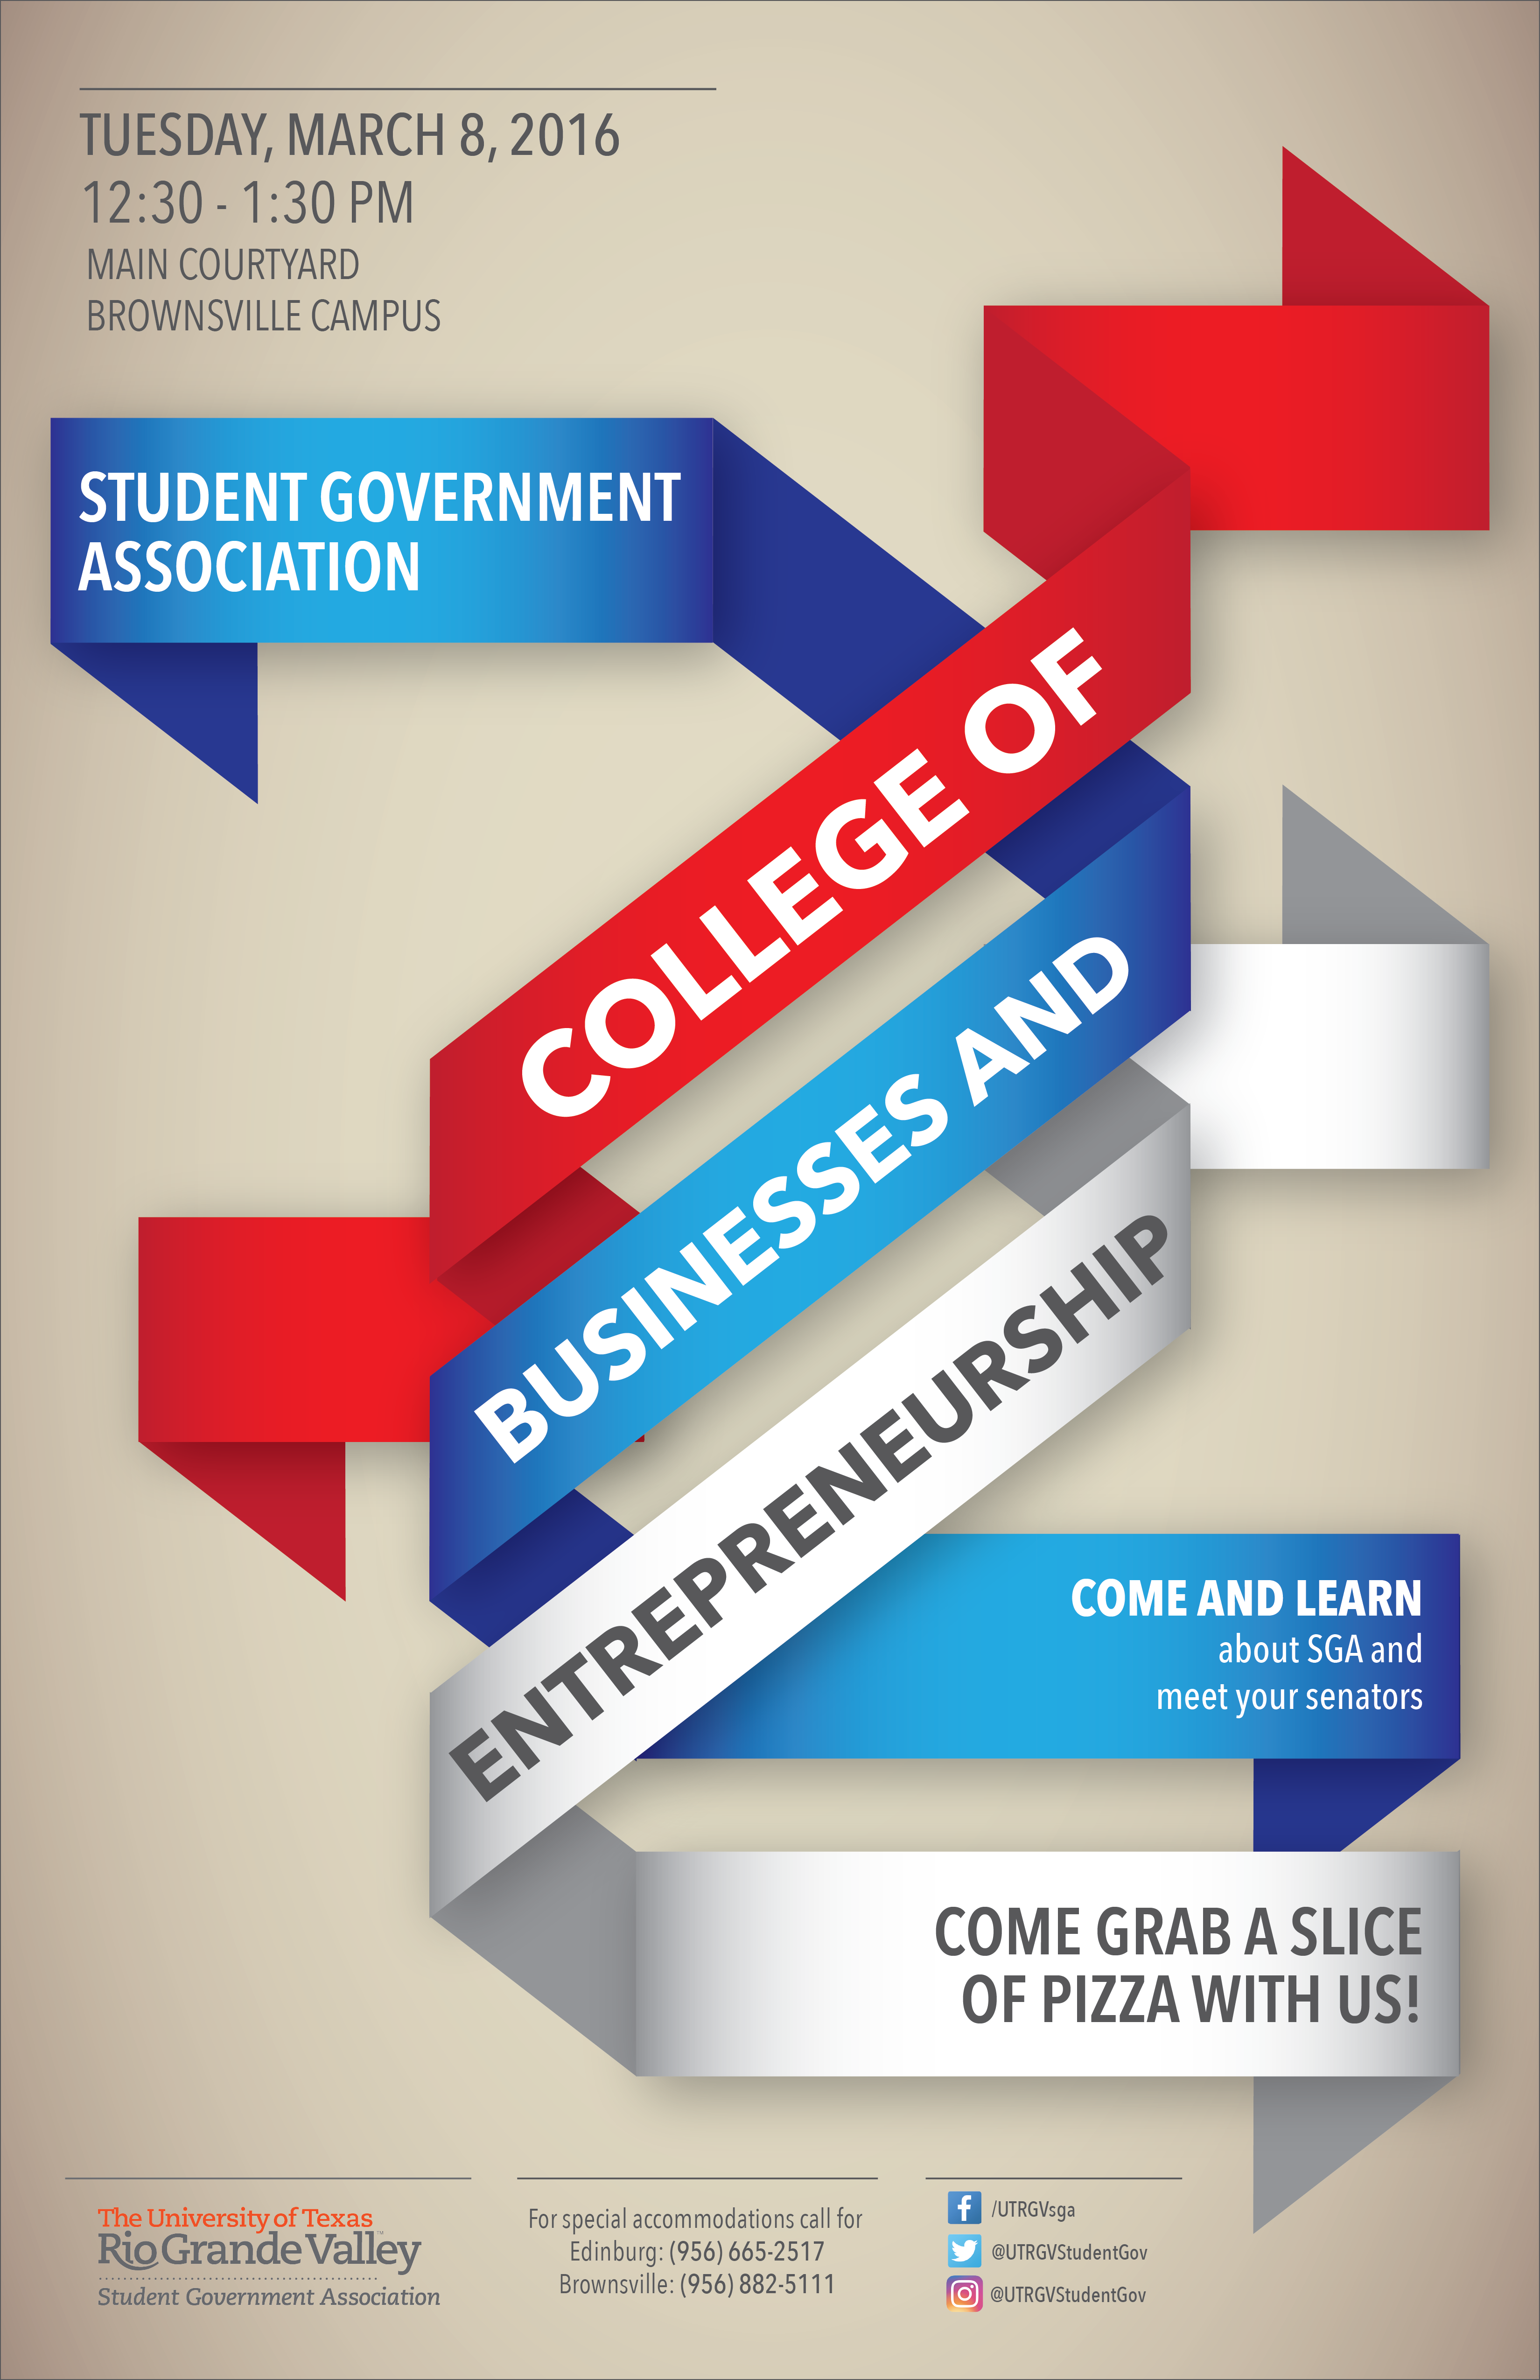 TUESDAY, MARCH 8, 2016
12:30 - 1:30 PM
MAIN COURTYARD
BROWNSVILLE CAMPUS
STUDENT GOVERNMENT
ASSOCIATION
COLLEGE OF
BUSINESSES AND
ENTREPRENEURSHIP
COME AND LEARN
about SGA and
meet your senators
COME GRAB A SLICE
OF PIZZA WITH US!
The University of Texas
Rio Grande Valley™
Student Government Association
For special accommodations call for
Edinburg: (956) 665-2517
Brownsville: (956) 882-5111
/UTRGVsga
@UTRGVStudentGov
@UTRGVStudentGov